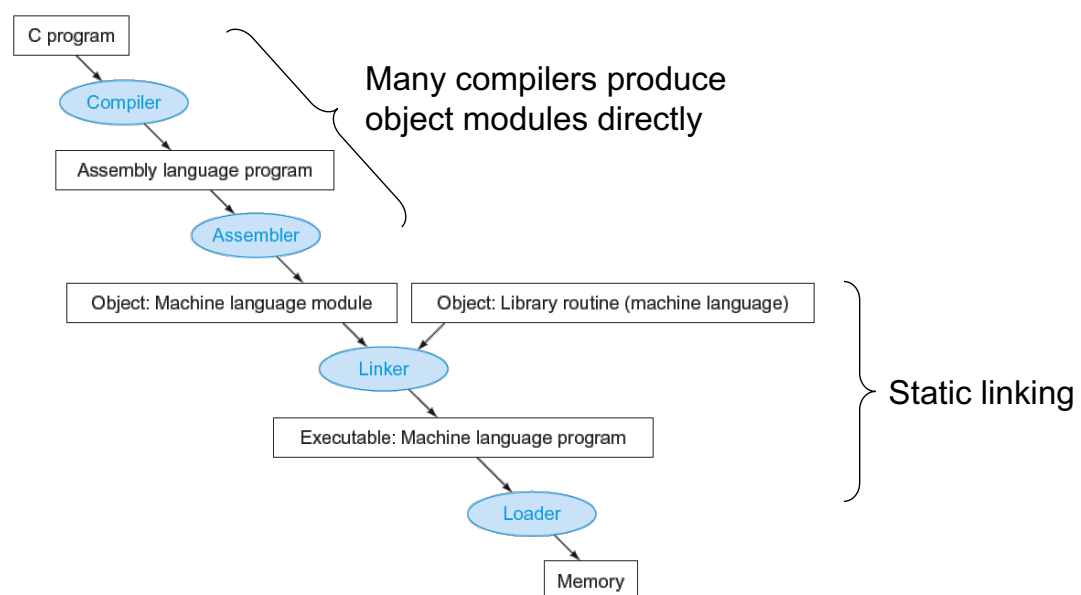 C program
Many compilers produce
object modules directly
Compiler
Assembly language program
Assembler
Object: Machine language module
Object: Library routine (machine language)
Linker
Static linking
Executable: Machine language program
Loader
Memory